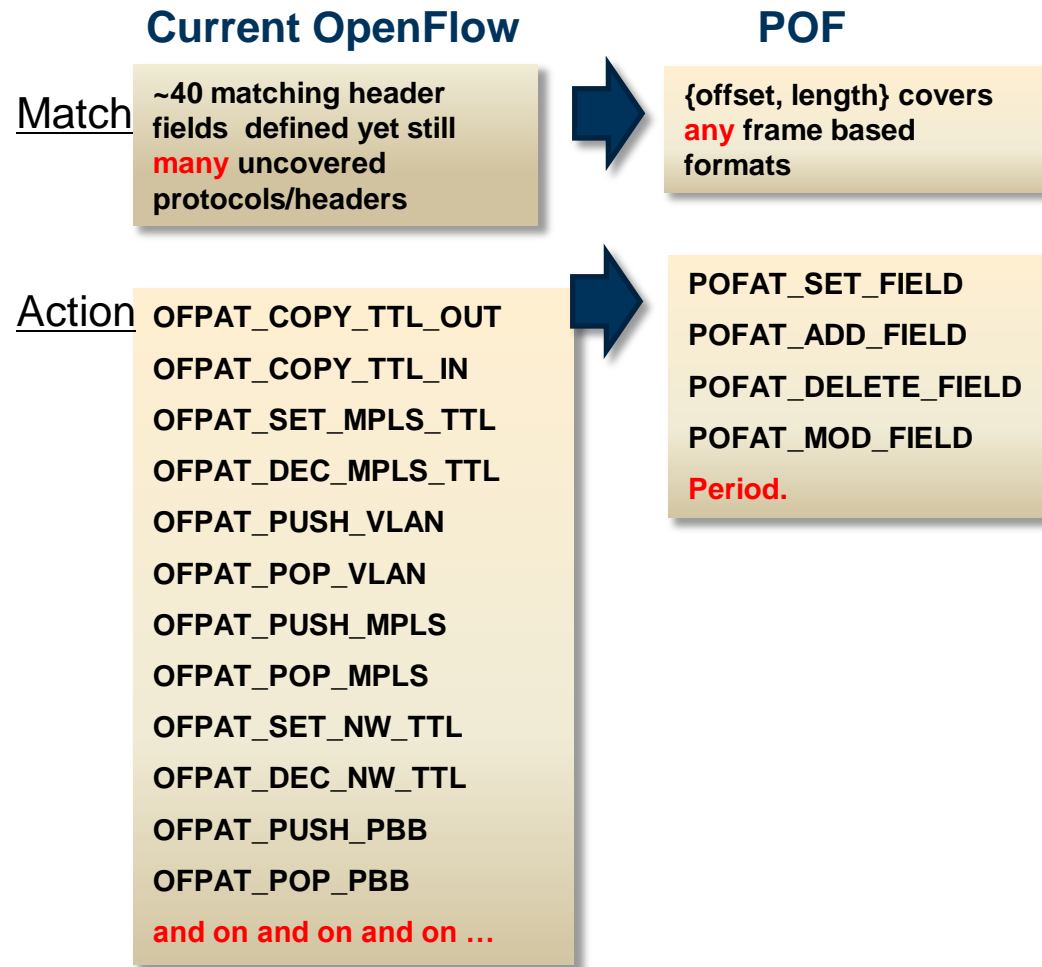 Current OpenFlow
POF
Match
~40 matching header
fields defined yet still
many uncovered
protocols/headers
{offset, length} covers
any frame based
formats
Action
OFPAT_COPY_TTL_OUT
OFPAT_COPY_TTL_IN
OFPAT_SET_MPLS_TTL
OFPAT_DEC_MPLS_TTL
OFPAT_PUSH_VLAN
OFPAT_POP_VLAN
OFPAT_PUSH_MPLS
OFPAT_POP_MPLS
OFPAT_SET_NW_TTL
OFPAT_DEC_NW_TTL
OFPAT_PUSH_PBB
OFPAT_POP_PBB
and on and on and on …
POFAT_SET_FIELD
POFAT_ADD_FIELD
POFAT_DELETE_FIELD
POFAT_MOD_FIELD
Period.